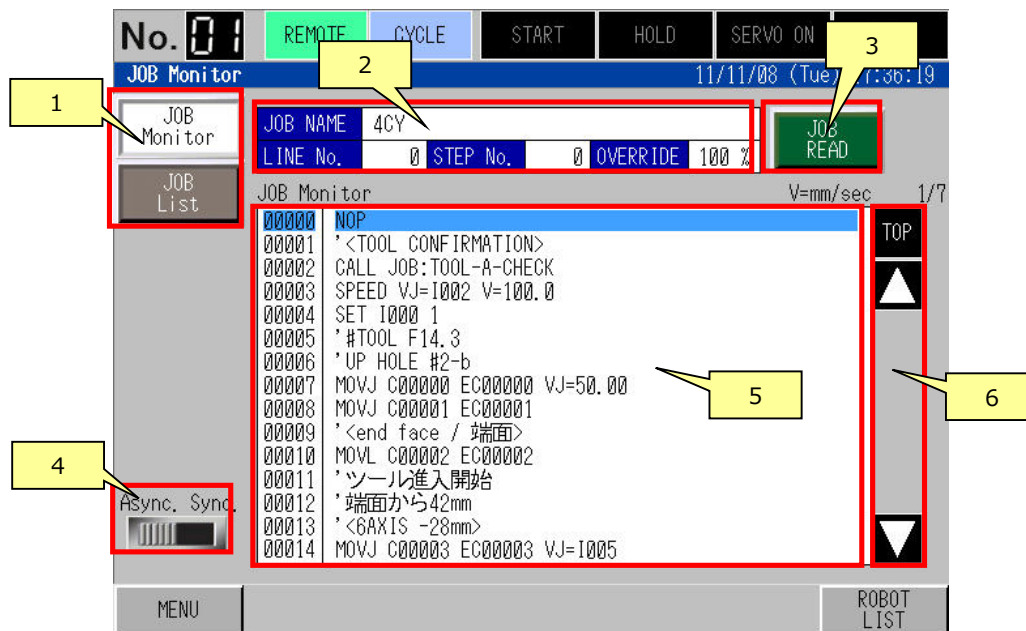 No. 01 REMOTE CYCLE START HOLD SERVO ON
JOB Monitor 11/11/08 (Tue) 17:36:19
1
2
3
JOB Monitor
JOB NAME 4CY
LINE No. 0 STEP No. 0 OVERRIDE 100 %
JOB READ
JOB List
JOB Monitor V=mm/sec 1/7
00000 NOP
00001 '<TOOL CONFIRMATION>
00002 CALL JOB:TOOL-A-CHECK
00003 SPEED VJ=I002 V=100.0
00004 SET I000 1
00005 '#TOOL F14.3
00006 'UP HOLE #2-b
00007 MOVJ C00000 EC00000 VJ=50.00
00008 MOVJ C00001 EC00001
00009 '<end face / 端面>
00010 MOVL C00002 EC00002
00011 'ツール進入開始
00012 '端面から42mm
00013 '<6AXIS -28mm>
00014 MOVJ C00003 EC00003 VJ=I005
TOP
5
6
4
Async. Sync.
MENU
ROBOT LIST